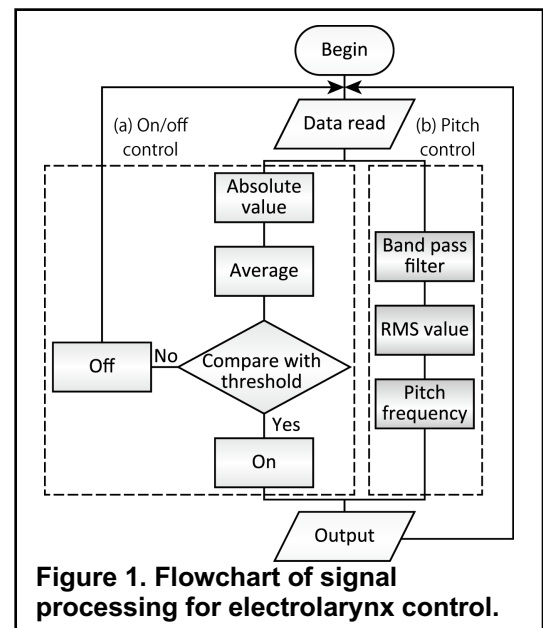 Begin
Data read
(a) On/off
control
(b) Pitch
control
Absolute
value
Average
Compare with
threshold
No
Off
Yes
On
Band pass
filter
RMS value
Pitch
frequency
Output
Figure 1. Flowchart of signal
processing for electrolarynx control.